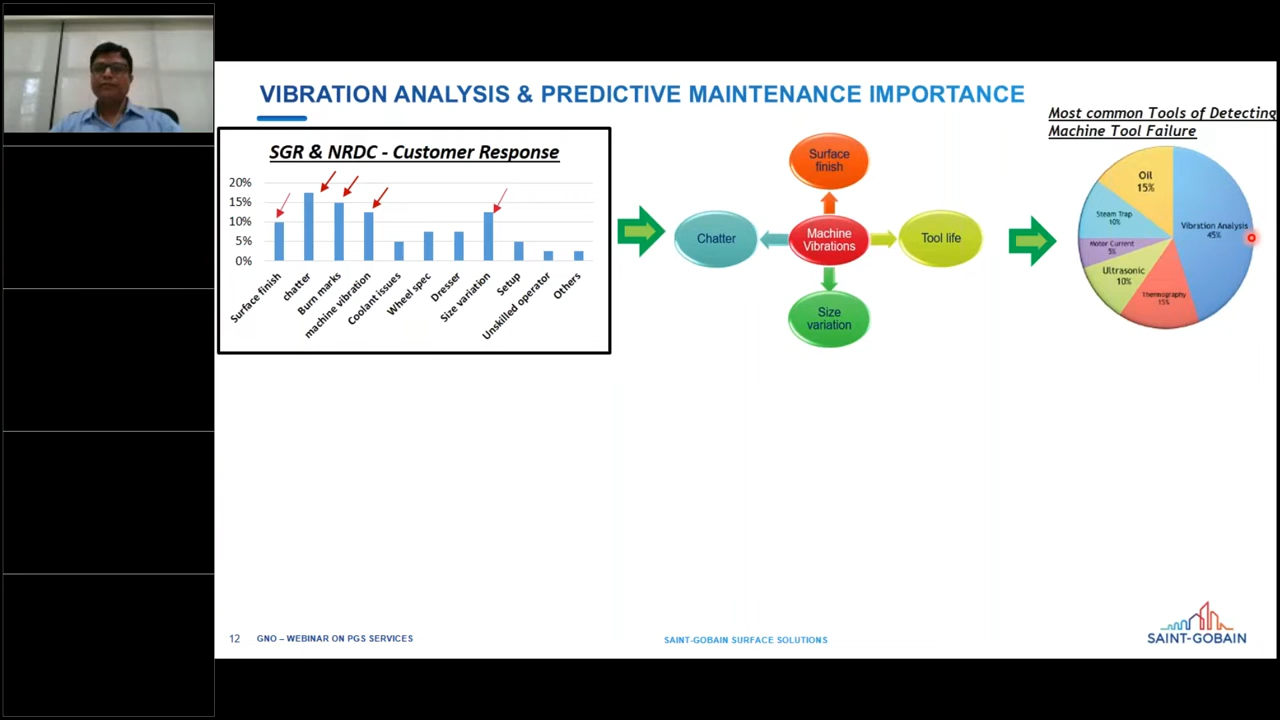 VIBRATION ANALYSIS & PREDICTIVE MAINTENANCE IMPORTANCE
SGR & NRDC - Customer Response
20%
15%
10%
5%
0%
Surface finish
chatter
Burn marks
machine vibration
Coolant issues
Wheel spec
Dresser
Size variation
Setup
Unskilled operator
Others
Surface
finish
Chatter
Machine
Vibrations
Tool life
Size
variation
Most common Tools of Detecting
Machine Tool Failure
Oil
15%
Steam Trap
10%
Motor Current
5%
Ultrasonic
10%
Thermography
15%
Vibration Analysis
45%
12
GNO – WEBINAR ON PGS SERVICES
SAINT-GOBAIN SURFACE SOLUTIONS
SAINT-GOBAIN